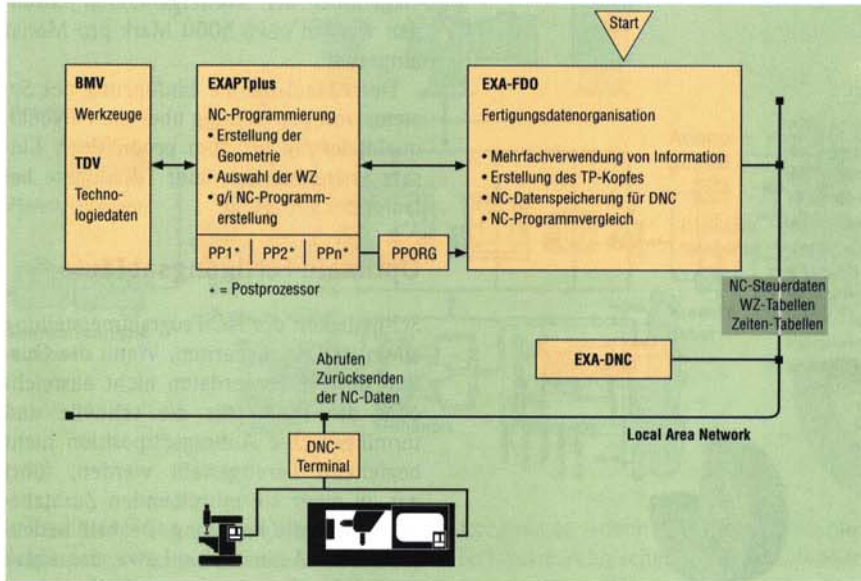 Start
BMV
Werkzeuge
TDV
Techno-
logiedaten
EXAPTplus
NC-Programmierung
• Erstellung der
Geometrie
• Auswahl der WZ
• g/i NC-Programm-
erstellung
PP1* PP2* PPn*
* = Postprozessor
PPORG
EXA-FDO
Fertigungsdatenorganisation
• Mehrfachverwendung von Information
• Erstellung des TP-Kopfes
• NC-Datenspeicherung für DNC
• NC-Programmvergleich
NC-Steuerdaten
WZ-Tabellen
Zeiten-Tabellen
EXA-DNC
Abrufen
Zurücksenden
der NC-Daten
Local Area Network
DNC-
Terminal